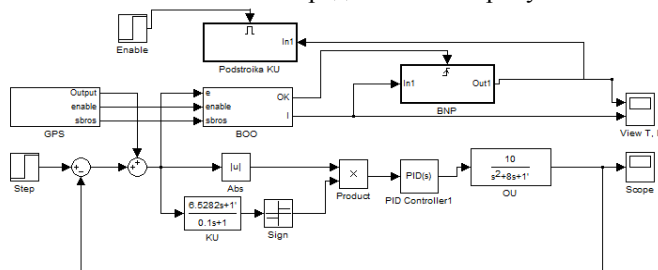 Enable
In1
Podstroika KU
Output
enable
sbros
GPS
e
enable
sbros
OK
I
BOO
In1
Out1
BNP
View T,
Step
|u|
Abs
6.5282s+1'
0.1s+1
KU
Sign
×
Product
PID(s)
PID Controller1
10
s²+8s+1'
OU
Scope